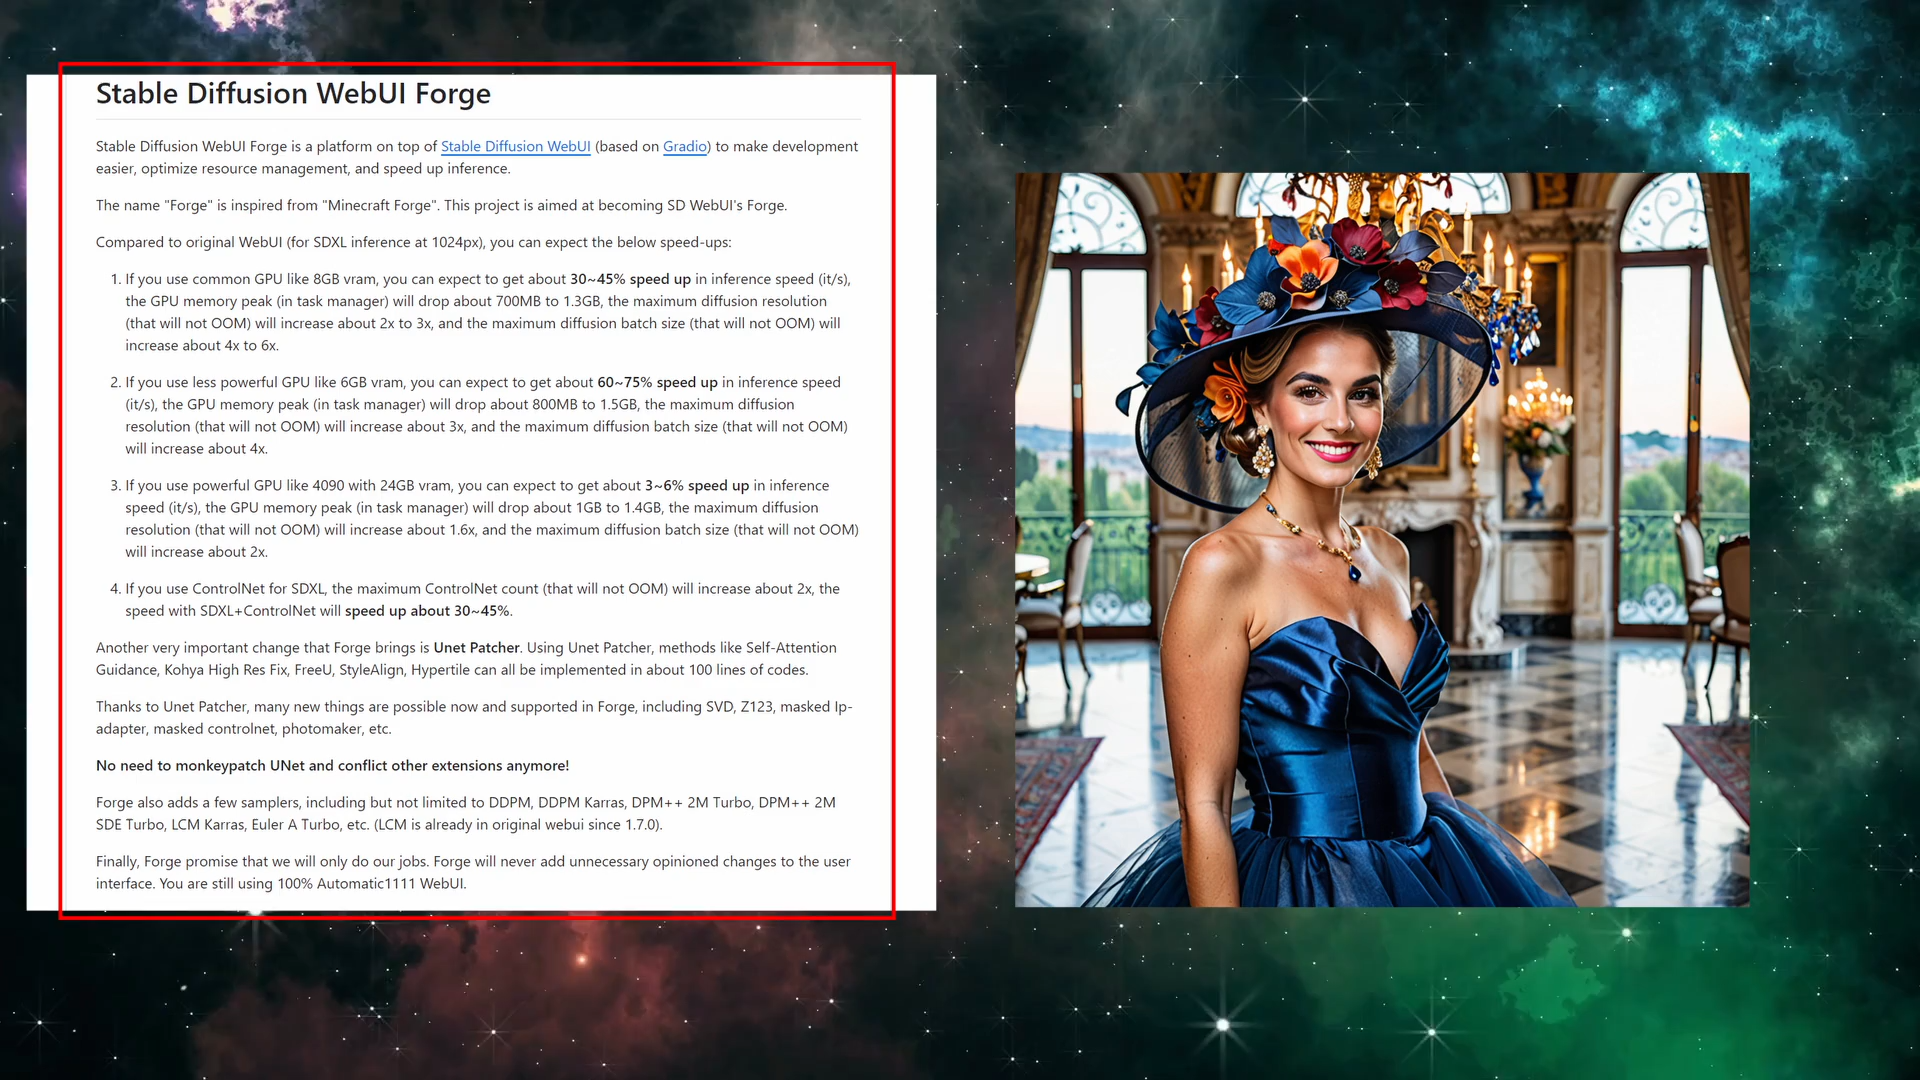 Stable Diffusion WebUI Forge
Stable Diffusion WebUI Forge is a platform on top of Stable Diffusion WebUI (based on Gradio) to make development
easier, optimize resource management, and speed up inference.
The name "Forge" is inspired from "Minecraft Forge". This project is aimed at becoming SD WebUI's Forge.
Compared to original WebUI (for SDXL inference at 1024px), you can expect the below speed-ups:
1. If you use common GPU like 8GB vram, you can expect to get about 30~45% speed up in inference speed (it/s),
the GPU memory peak (in task manager) will drop about 700MB to 1.3GB, the maximum diffusion resolution
(that will not OOM) will increase about 2x to 3x, and the maximum diffusion batch size (that will not OOM) will
increase about 4x to 6x.
2. If you use less powerful GPU like 6GB vram, you can expect to get about 60~75% speed up in inference speed
(it/s), the GPU memory peak (in task manager) will drop about 800MB to 1.5GB, the maximum diffusion
resolution (that will not OOM) will increase about 3x, and the maximum diffusion batch size (that will not OOM)
will increase about 4x.
3. If you use powerful GPU like 4090 with 24GB vram, you can expect to get about 3~6% speed up in inference
speed (it/s), the GPU memory peak (in task manager) will drop about 1GB to 1.4GB, the maximum diffusion
resolution (that will not OOM) will increase about 1.6x, and the maximum diffusion batch size (that will not OOM)
will increase about 2x.
4. If you use ControlNet for SDXL, the maximum ControlNet count (that will not OOM) will increase about 2x, the
speed with SDXL+ControlNet will speed up about 30~45%.
Another very important change that Forge brings is Unet Patcher. Using Unet Patcher, methods like Self-Attention
Guidance, Kohya High Res Fix, FreeU, StyleAlign, Hypertile can all be implemented in about 100 lines of codes.
Thanks to Unet Patcher, many new things are possible now and supported in Forge, including SVD, Z123, masked Ip-
adapter, masked controlnet, photomaker, etc.
No need to monkeypatch UNet and conflict other extensions anymore!
Forge also adds a few samplers, including but not limited to DDPM, DDPM Karras, DPM++ 2M Turbo, DPM++ 2M
SDE Turbo, LCM Karras, Euler A Turbo, etc. (LCM is already in original webui since 1.7.0).
Finally, Forge promise that we will only do our jobs. Forge will never add unnecessary opinioned changes to the user
interface. You are still using 100% Automatic1111 WebUI.